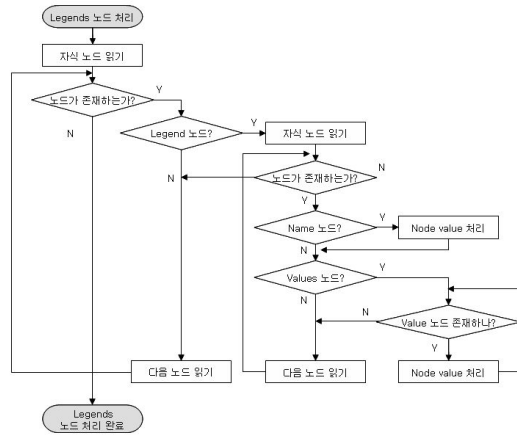 Legends 노드 처리
자식 노드 읽기
노드가 존재하는가?
Y
N
Legend 노드?
Y
자식 노드 읽기
N
노드가 존재하는가?
N
Y
Name 노드?
Y
Node value 처리
N
Values 노드?
Y
N
Value 노드 존재하나?
N
Y
다음 노드 읽기
다음 노드 읽기
Node value 처리
Legends
노드 처리 완료